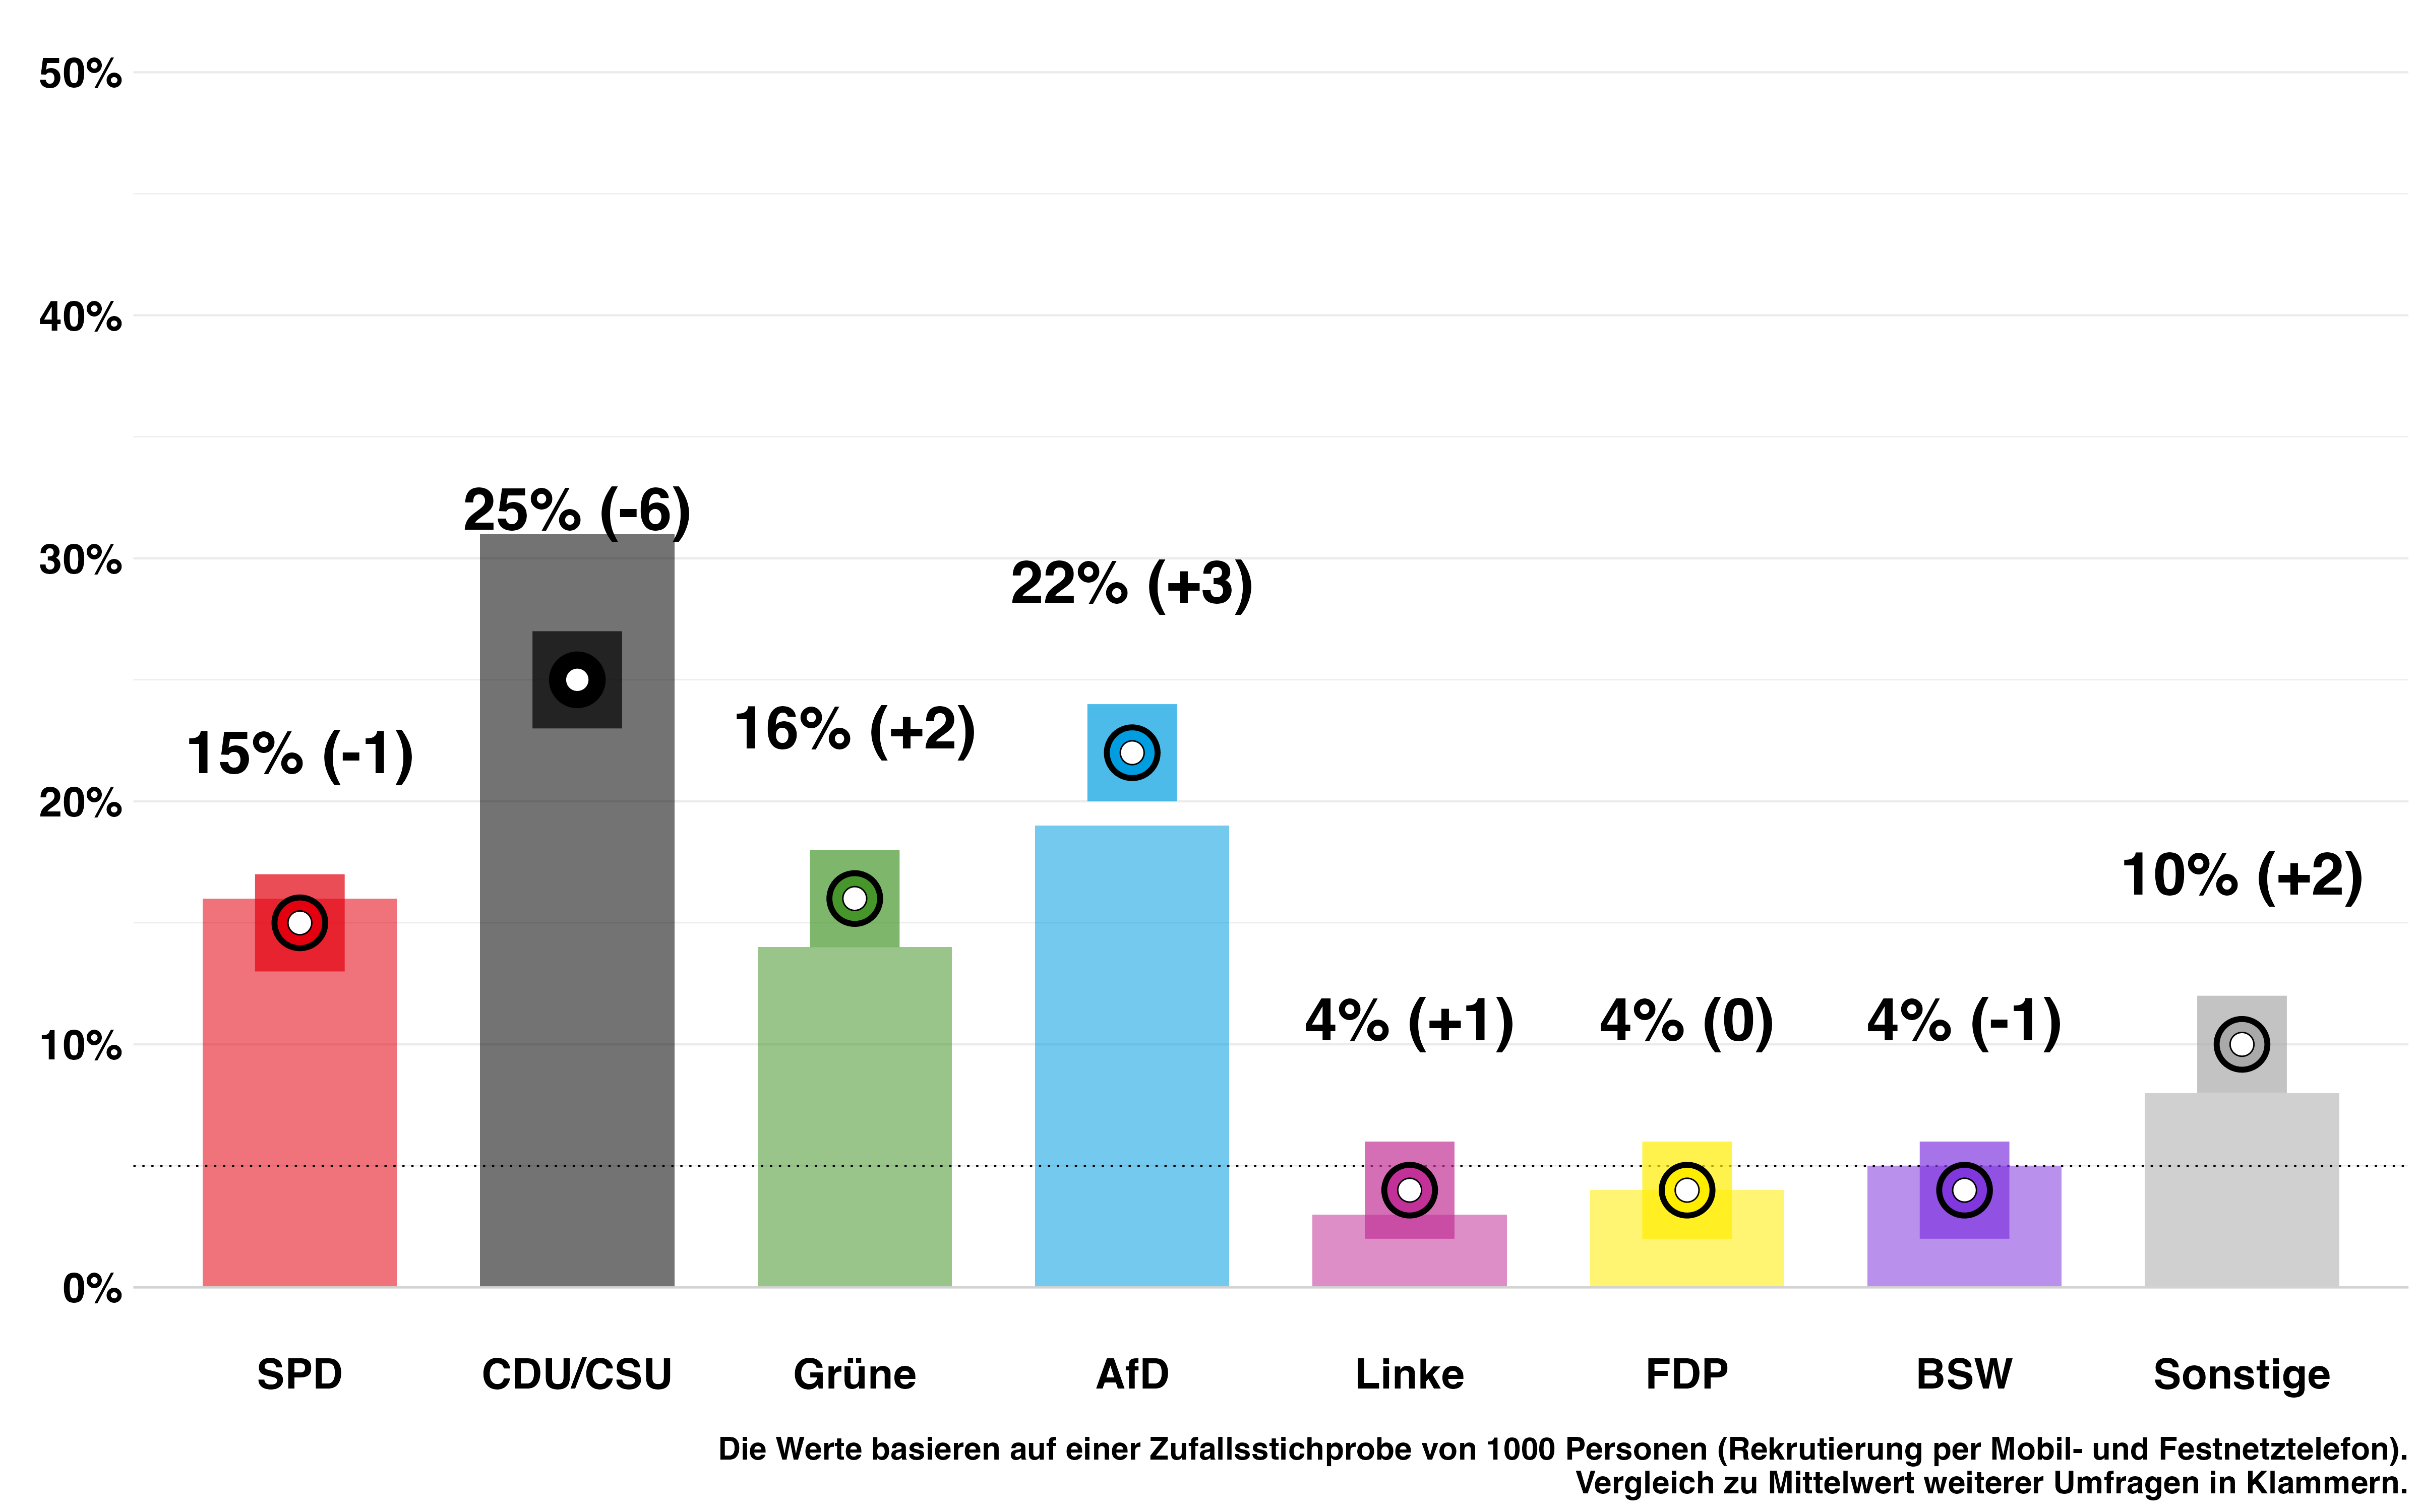 50%
40%
30%
20%
10%
0%
15% (-1)
25% (-6)
16% (+2)
22% (+3)
4% (+1)
4% (0)
4% (-1)
10% (+2)
SPD
CDU/CSU
Grüne
AfD
Linke
FDP
BSW
Sonstige
Die Werte basieren auf einer Zufallsstichprobe von 1000 Personen (Rekrutierung per Mobil- und Festnetztelefon).
Vergleich zu Mittelwert weiterer Umfragen in Klammern.